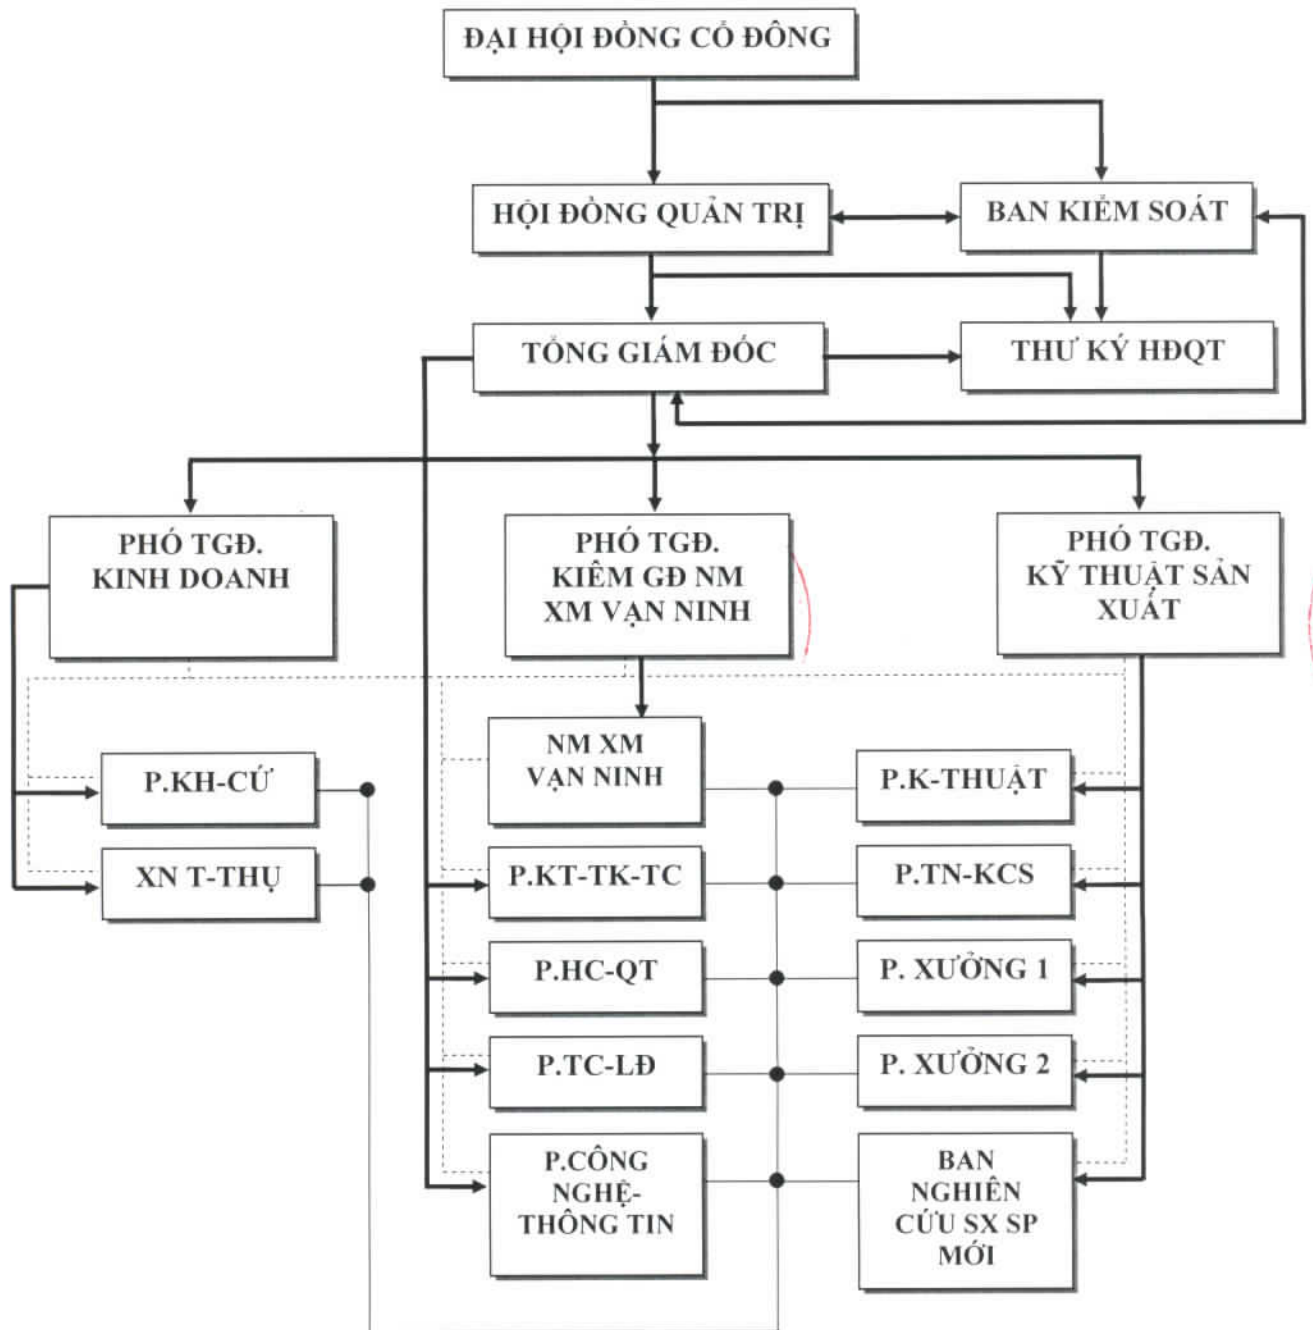 ĐẠI HỘI ĐỒNG CỔ ĐÔNG
HỘI ĐỒNG QUẢN TRỊ
BAN KIỂM SOÁT
TỔNG GIÁM ĐỐC
THƯ KÝ HĐQT
PHÓ TGĐ.
KINH DOANH
PHÓ TGĐ.
KIÊM GĐ NM
XM VẠN NINH
PHÓ TGĐ.
KỸ THUẬT SẢN
XUẤT
NM XM
VẠN NINH
P.KH-CỨ
P.K-THUẬT
XN T-THỤ
P.KT-TK-TC
P.TN-KCS
P.HC-QT
P. XƯỞNG 1
P.TC-LĐ
P. XƯỞNG 2
P.CÔNG
NGHỆ-
THÔNG TIN
BAN
NGHIÊN
CỨU SX SP
MỚI